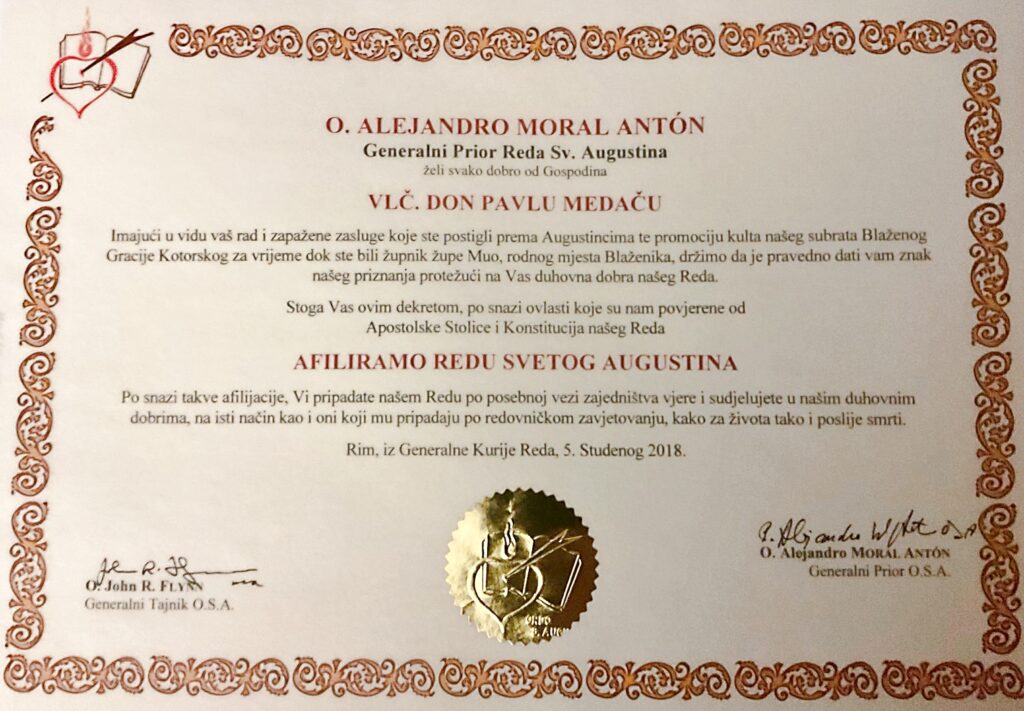 O. ALEJANDRO MORAL ANTÓN
Generalni Prior Reda Sv. Augustina
želi svako dobro od Gospodina
VLČ. DON PAVLU MEDAČU
Imajući u vidu vaš rad i zapažene zasluge koje ste postigli prema Augustincima te promociju kulta našeg subrata Blaženog
Gracije Kotorskog za vrijeme dok ste bili župnik župe Muo, rodnog mjesta Blaženika, držimo da je pravedno dati vam znak
našeg priznanja protežući na Vas duhovna dobra našeg Reda.
Stoga Vas ovim dekretom, po snazi ovlasti koje su nam povjerene od
Apostolske Stolice i Konstitucija našeg Reda
AFILIRAMO REDU SVETOG AUGUSTINA
Po snazi takve afilijacije, Vi pripadate našem Redu po posebnoj vezi zajedništva vjere i sudjelujete u našim duhovnim
dobrima, na isti način kao i oni koji mu pripadaju po redovničkom zavjetovanju, kako za života tako i poslije smrti.
Rim, iz Generalne Kurije Reda, 5. Studenog 2018.
O. John R. FLYNN
Generalni Tajnik O.S.A.
ORDO
S. AUGU
O. Alejandro MORAL ANTÓN
Generalni Prior O.S.A.